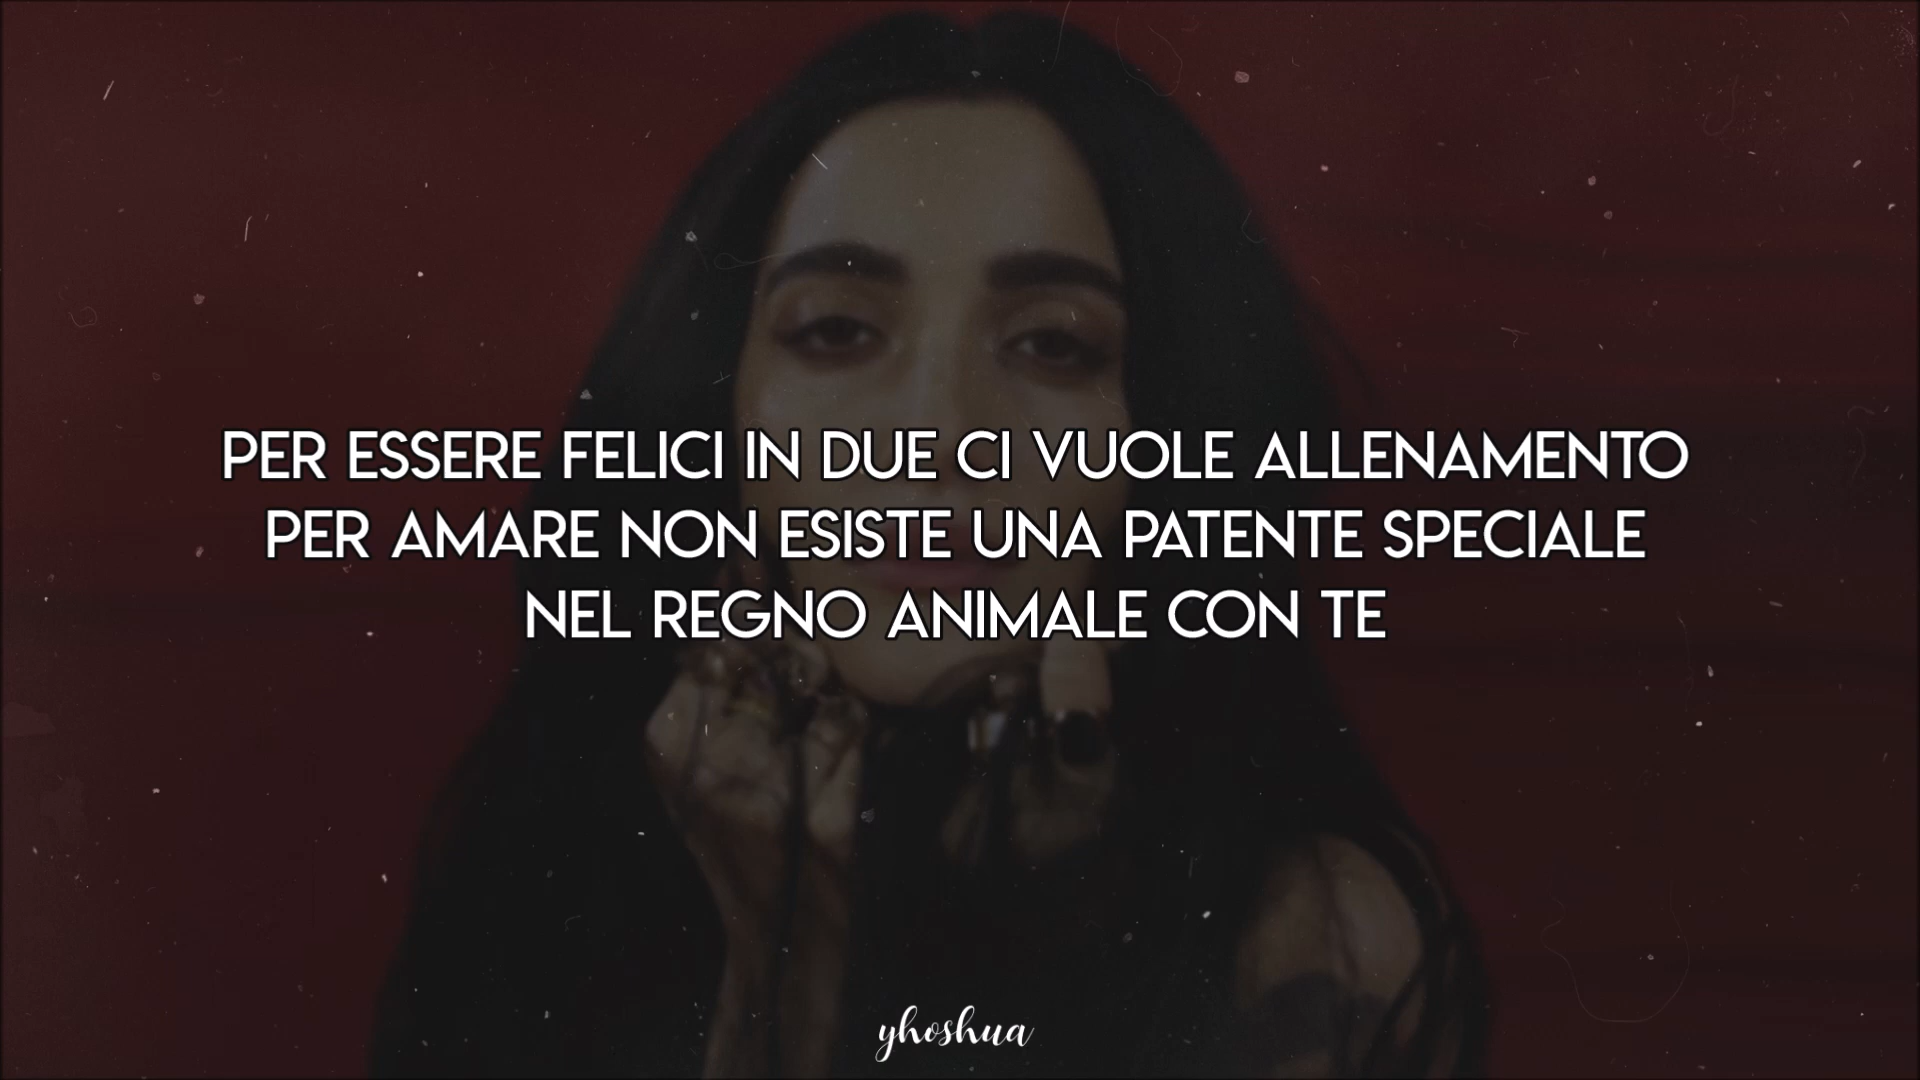 PER ESSERE FELICI IN DUE CI VUOLE ALLENAMENTO
PER AMARE NON ESISTE UNA PATENTE SPECIALE
NEL REGNO ANIMALE CON TE
yhoshua